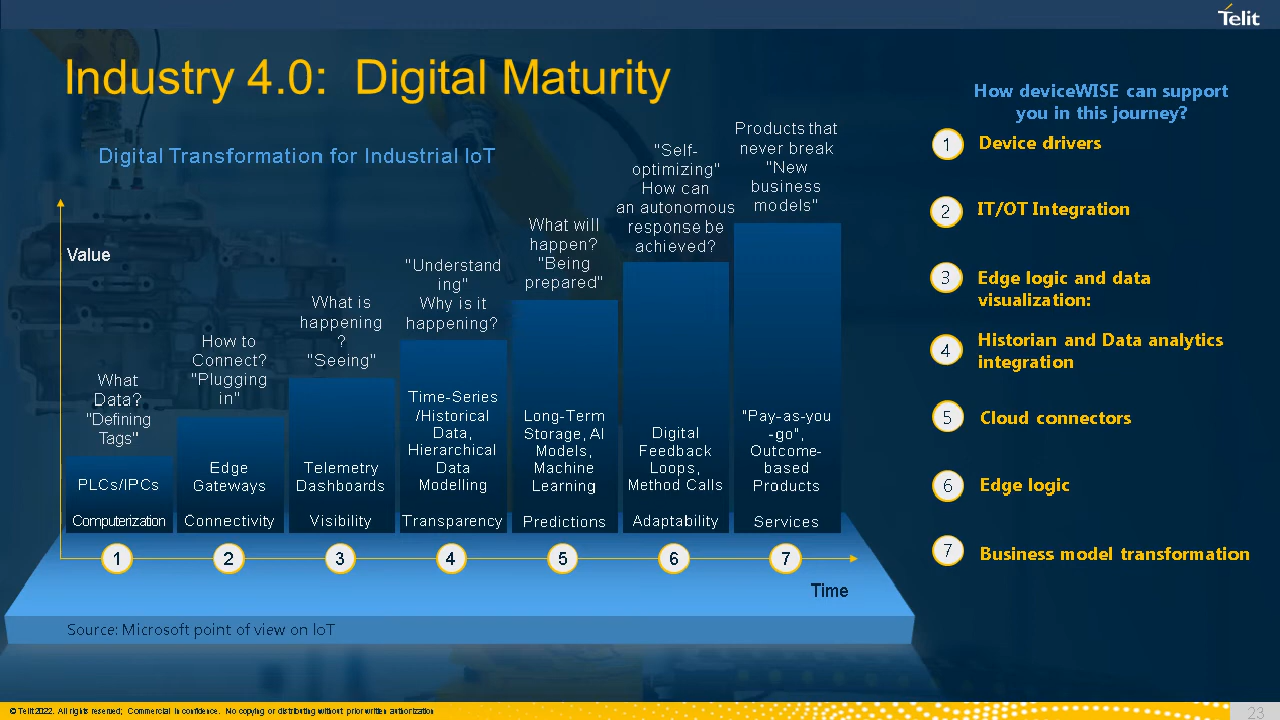 Telit
Industry 4.0: Digital Maturity
Digital Transformation for Industrial IoT
Value
What
Data?
"Defining
Tags"
PLCs/IPCs
Computerization
1
How to
Connect?
"Plugging
in"
Edge
Gateways
Connectivity
2
What is
happening
?
"Seeing"
Telemetry
Dashboards
Visibility
3
"Understand
ing"
Why is it
happening?
Time-Series
/Historical
Data,
Hierarchical
Data
Modelling
Transparency
4
What will
happen?
"Being
prepared"
Long-Term
Storage, AI
Models,
Machine
Learning
Predictions
5
"Self-
optimizing"
How can
an autonomous
response be
achieved?
Digital
Feedback
Loops,
Method Calls
Adaptability
6
Products that
never break
"New
business
models"
"Pay-as-you
-go",
Outcome-
based
Products
Services
7
Time
Source: Microsoft point of view on IoT
How deviceWISE can support
you in this journey?
1 Device drivers
2 IT/OT Integration
3 Edge logic and data
visualization:
4 Historian and Data analytics
integration
5 Cloud connectors
6 Edge logic
7 Business model transformation
© Telit 2022. All rights reserved; Commercial in confidence. No copying or distributing without prior written authorization
23